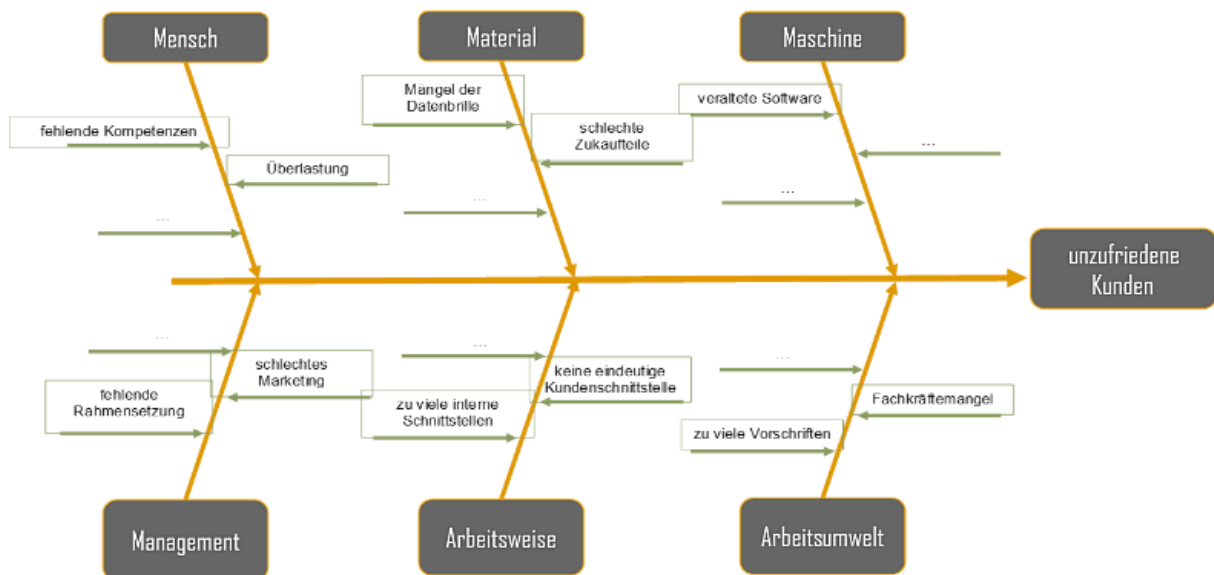 Mensch
Material
Maschine
Mängel der
Datenbrille
veraltete Software
fehlende Kompetenzen
schlechte
Zukaufteile
...
Überlastung
...
...
...
unzufriedene
Kunden
...
...
...
schlechtes
Marketing
keine eindeutige
Kundenschnittstelle
fehlende
Rahmensetzung
zu viele interne
Schnittstellen
Fachkräftemangel
zu viele Vorschriften
Management
Arbeitsweise
Arbeitsumwelt